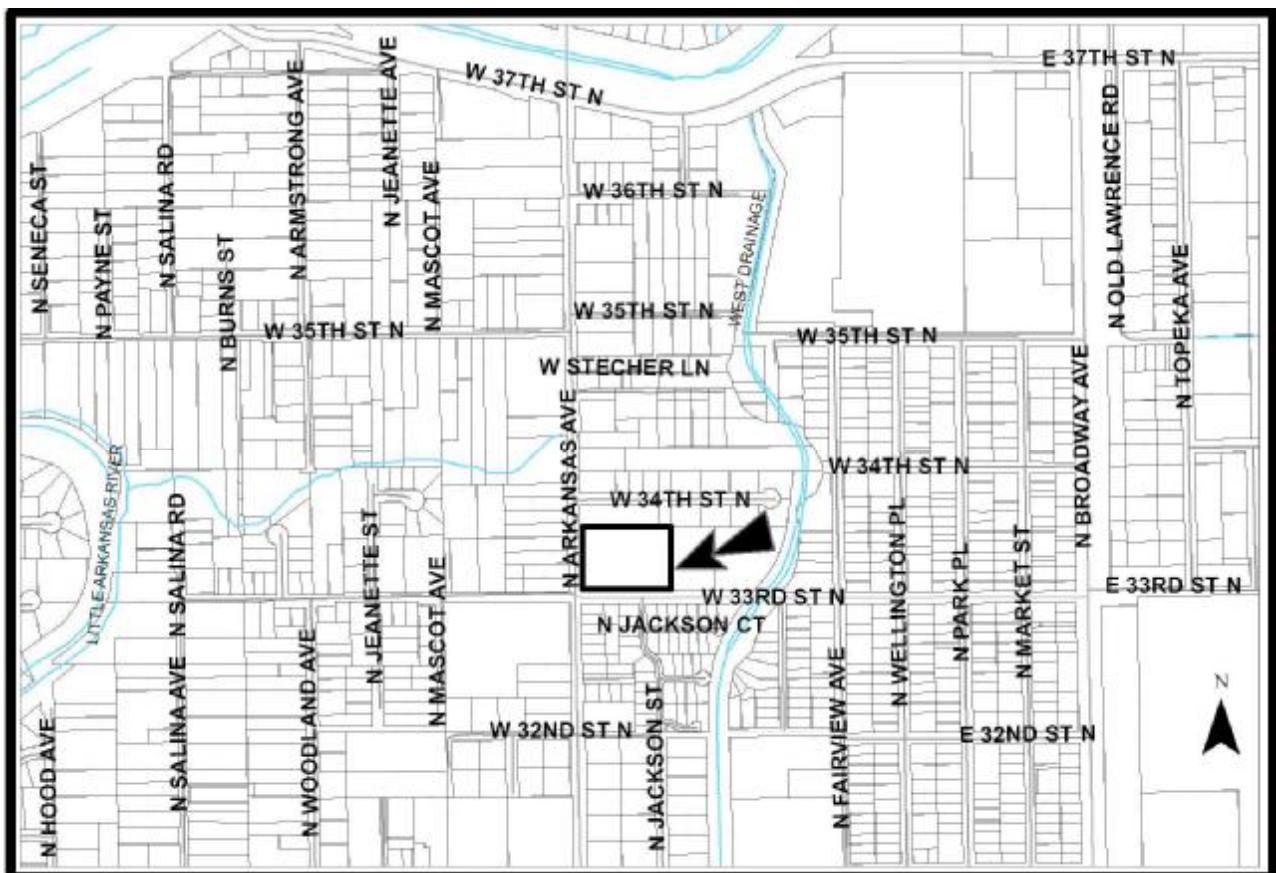 W 37TH ST N
E 37TH ST N
N SENECA ST
N PAYNE ST
N SALINA RD
N BURNS ST
N ARMSTRONG AVE
N JEANETTE AVE
N MASCOT AVE
W 36TH ST N
WEST DRAINAGE
N OLD LAWRENCE RD
N TOPEKA AVE
W 35TH ST N
W 35TH ST N
W 35TH ST N
W STECHER LN
N ARKANSAS AVE
N BROADWAY AVE
LITTLE ARKANSAS RIVER
W 34TH ST N
W 34TH ST N
N SALINA RD
N JEANETTE ST
N MASCOT AVE
N WELLINGTON PL
N PARK PL
N MARKET ST
W 33RD ST N
E 33RD ST N
N JACKSON CT
N HOOD AVE
N SALINA AVE
N WOODLAND AVE
W 32ND ST N
N JACKSON ST
N FAIRVIEW AVE
E 32ND ST N
N